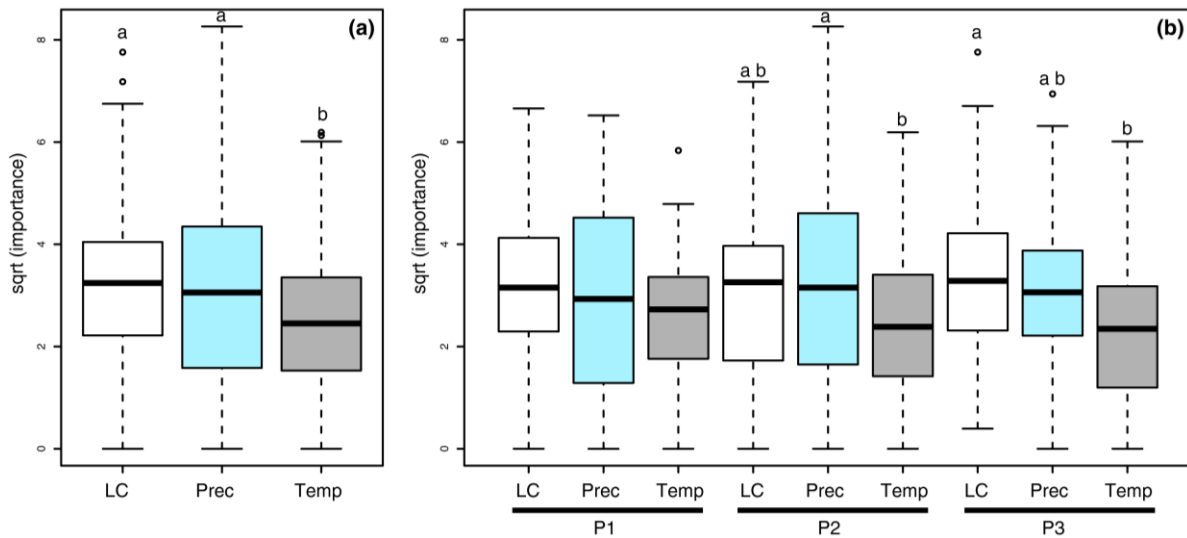 (a)
a
a
b
sqrt (importance)
8
6
4
2
0
LC Prec Temp
(b)
a b
a
b
a
a b
b
sqrt (importance)
8
6
4
2
0
LC Prec Temp LC Prec Temp LC Prec Temp
P1 P2 P3